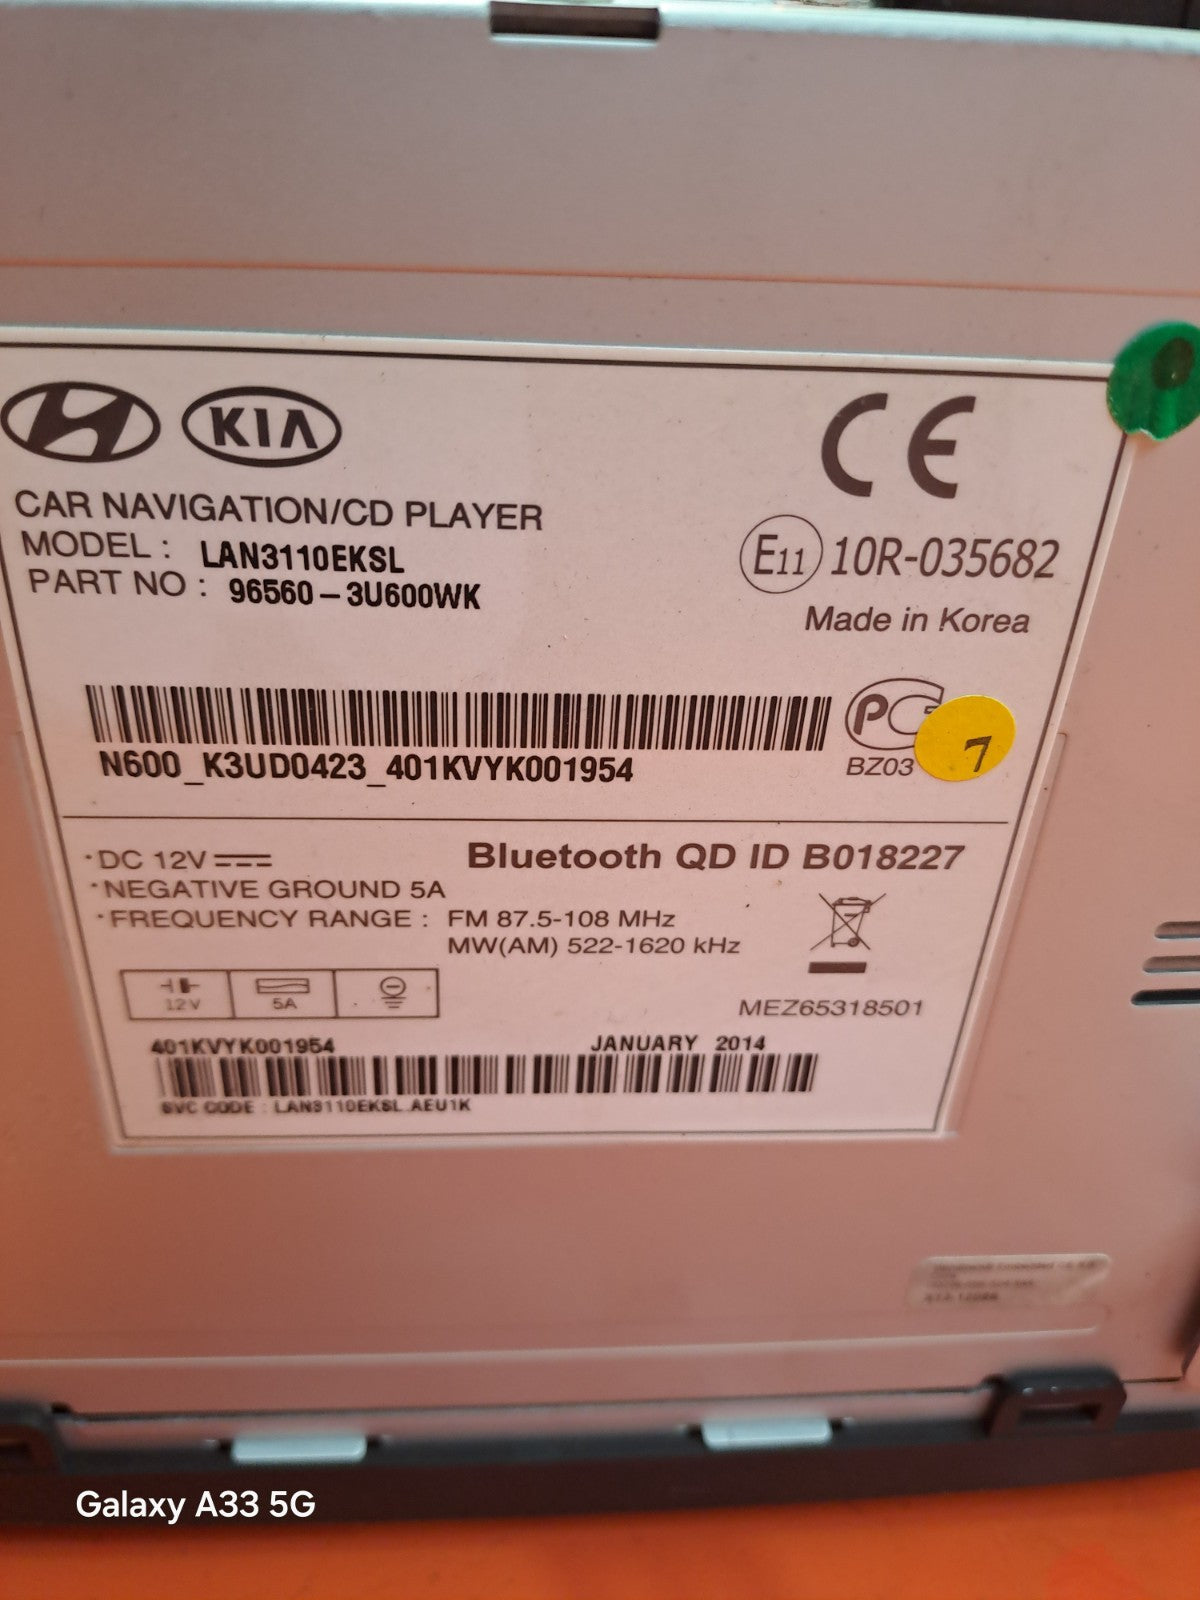 KIA
CE
CAR NAVIGATION/CD PLAYER
MODEL : LAN3110EKSL
PART NO : 96560-3U600WK
E11 10R-035682
Made in Korea
N600_K3UD0423_401KVYK001954
PG
BZ03
7
·DC 12V
Bluetooth QD ID B018227
·NEGATIVE GROUND 5A
·FREQUENCY RANGE : FM 87.5-108 MHz
MW(AM) 522-1620 kHz
12V 5A
MEZ65318501
401KVYK001954
JANUARY 2014
SVC CODE : LAN3110EKSL.AEU1K
Galaxy A33 5G